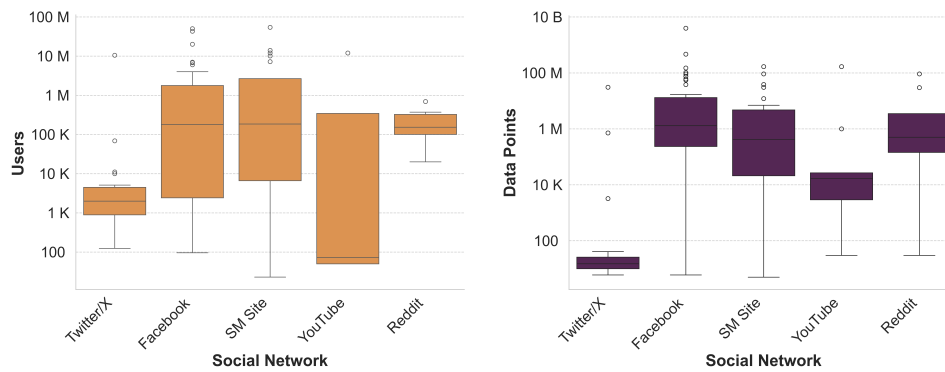 100 M
10 M
1 M
100 K
10 K
1 K
100
Users
Twitter/X
Facebook
SM Site
YouTube
Reddit
Social Network
10 B
100 M
1 M
10 K
100
Data Points
Twitter/X
Facebook
SM Site
YouTube
Reddit
Social Network